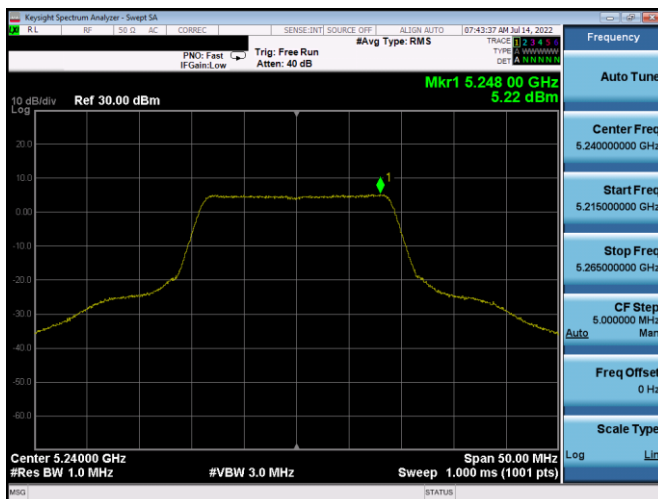 Keysight Spectrum Analyzer - Swept SA
RL RF 50 Ω AC CORREC SENSE:INT SOURCE OFF ALIGN AUTO 07:43:37 AM Jul 14, 2022
#Avg Type: RMS
TRACE 1 2 3 4 5 6
TYPE A WWWWW
DET A N N N N N
PNO: Fast
IFGain:Low
Trig: Free Run
Atten: 40 dB
Mkr1 5.248 00 GHz
5.22 dBm
10 dB/div
Log
Ref 30.00 dBm
1
20.0
10.0
0.00
-10.0
-20.0
-30.0
-40.0
-50.0
-60.0
Center 5.24000 GHz
#Res BW 1.0 MHz
#VBW 3.0 MHz
Span 50.00 MHz
Sweep 1.000 ms (1001 pts)
MSG
STATUS
Frequency
Auto Tune
Center Freq
5.240000000 GHz
Start Freq
5.215000000 GHz
Stop Freq
5.265000000 GHz
CF Step
5.000000 MHz
Auto Man
Freq Offset
0 Hz
Scale Type
Log Lin